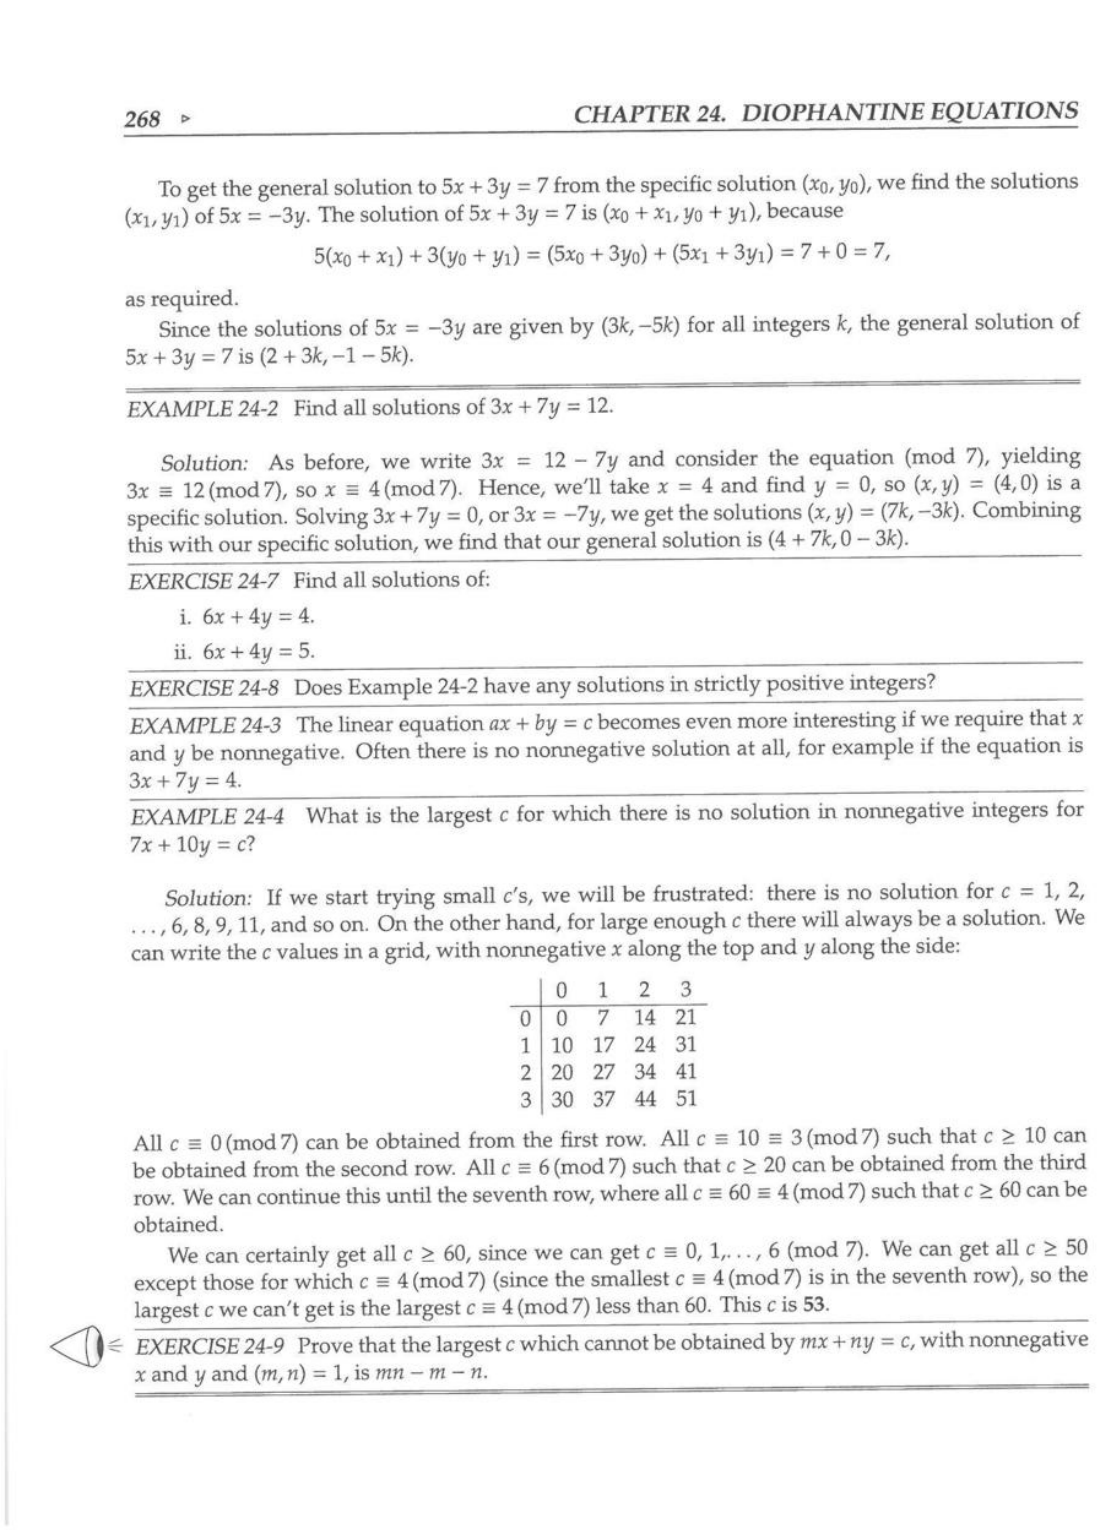 268 ▹ CHAPTER 24. DIOPHANTINE EQUATIONS
To get the general solution to 5x + 3y = 7 from the specific solution (x₀, y₀), we find the solutions
(x₁, y₁) of 5x = −3y. The solution of 5x + 3y = 7 is (x₀ + x₁, y₀ + y₁), because
5(x₀ + x₁) + 3(y₀ + y₁) = (5x₀ + 3y₀) + (5x₁ + 3y₁) = 7 + 0 = 7,
as required.
Since the solutions of 5x = −3y are given by (3k, −5k) for all integers k, the general solution of
5x + 3y = 7 is (2 + 3k, −1 − 5k).
EXAMPLE 24-2 Find all solutions of 3x + 7y = 12.
Solution: As before, we write 3x = 12 − 7y and consider the equation (mod 7), yielding
3x ≡ 12 (mod 7), so x ≡ 4 (mod 7). Hence, we'll take x = 4 and find y = 0, so (x, y) = (4, 0) is a
specific solution. Solving 3x + 7y = 0, or 3x = −7y, we get the solutions (x, y) = (7k, −3k). Combining
this with our specific solution, we find that our general solution is (4 + 7k, 0 − 3k).
EXERCISE 24-7 Find all solutions of:
i. 6x + 4y = 4.
ii. 6x + 4y = 5.
EXERCISE 24-8 Does Example 24-2 have any solutions in strictly positive integers?
EXAMPLE 24-3 The linear equation ax + by = c becomes even more interesting if we require that x
and y be nonnegative. Often there is no nonnegative solution at all, for example if the equation is
3x + 7y = 4.
EXAMPLE 24-4 What is the largest c for which there is no solution in nonnegative integers for
7x + 10y = c?
Solution: If we start trying small c's, we will be frustrated: there is no solution for c = 1, 2,
..., 6, 8, 9, 11, and so on. On the other hand, for large enough c there will always be a solution. We
can write the c values in a grid, with nonnegative x along the top and y along the side:
0 1 2 3
0 0 7 14 21
1 10 17 24 31
2 20 27 34 41
3 30 37 44 51
All c ≡ 0 (mod 7) can be obtained from the first row. All c ≡ 10 ≡ 3 (mod 7) such that c ≥ 10 can
be obtained from the second row. All c ≡ 6 (mod 7) such that c ≥ 20 can be obtained from the third
row. We can continue this until the seventh row, where all c ≡ 60 ≡ 4 (mod 7) such that c ≥ 60 can be
obtained.
We can certainly get all c ≥ 60, since we can get c ≡ 0, 1,..., 6 (mod 7). We can get all c ≥ 50
except those for which c ≡ 4 (mod 7) (since the smallest c ≡ 4 (mod 7) is in the seventh row), so the
largest c we can't get is the largest c ≡ 4 (mod 7) less than 60. This c is 53.
EXERCISE 24-9 Prove that the largest c which cannot be obtained by mx + ny = c, with nonnegative
x and y and (m, n) = 1, is mn − m − n.